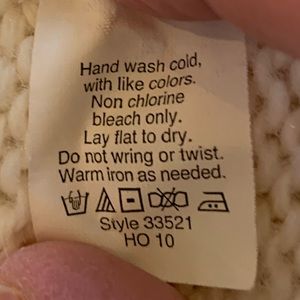 Hand wash cold,
with like colors.
Non chlorine
bleach only.
Lay flat to dry.
Do not wring or twist.
Warm iron as needed.
Style 33521
HO 10